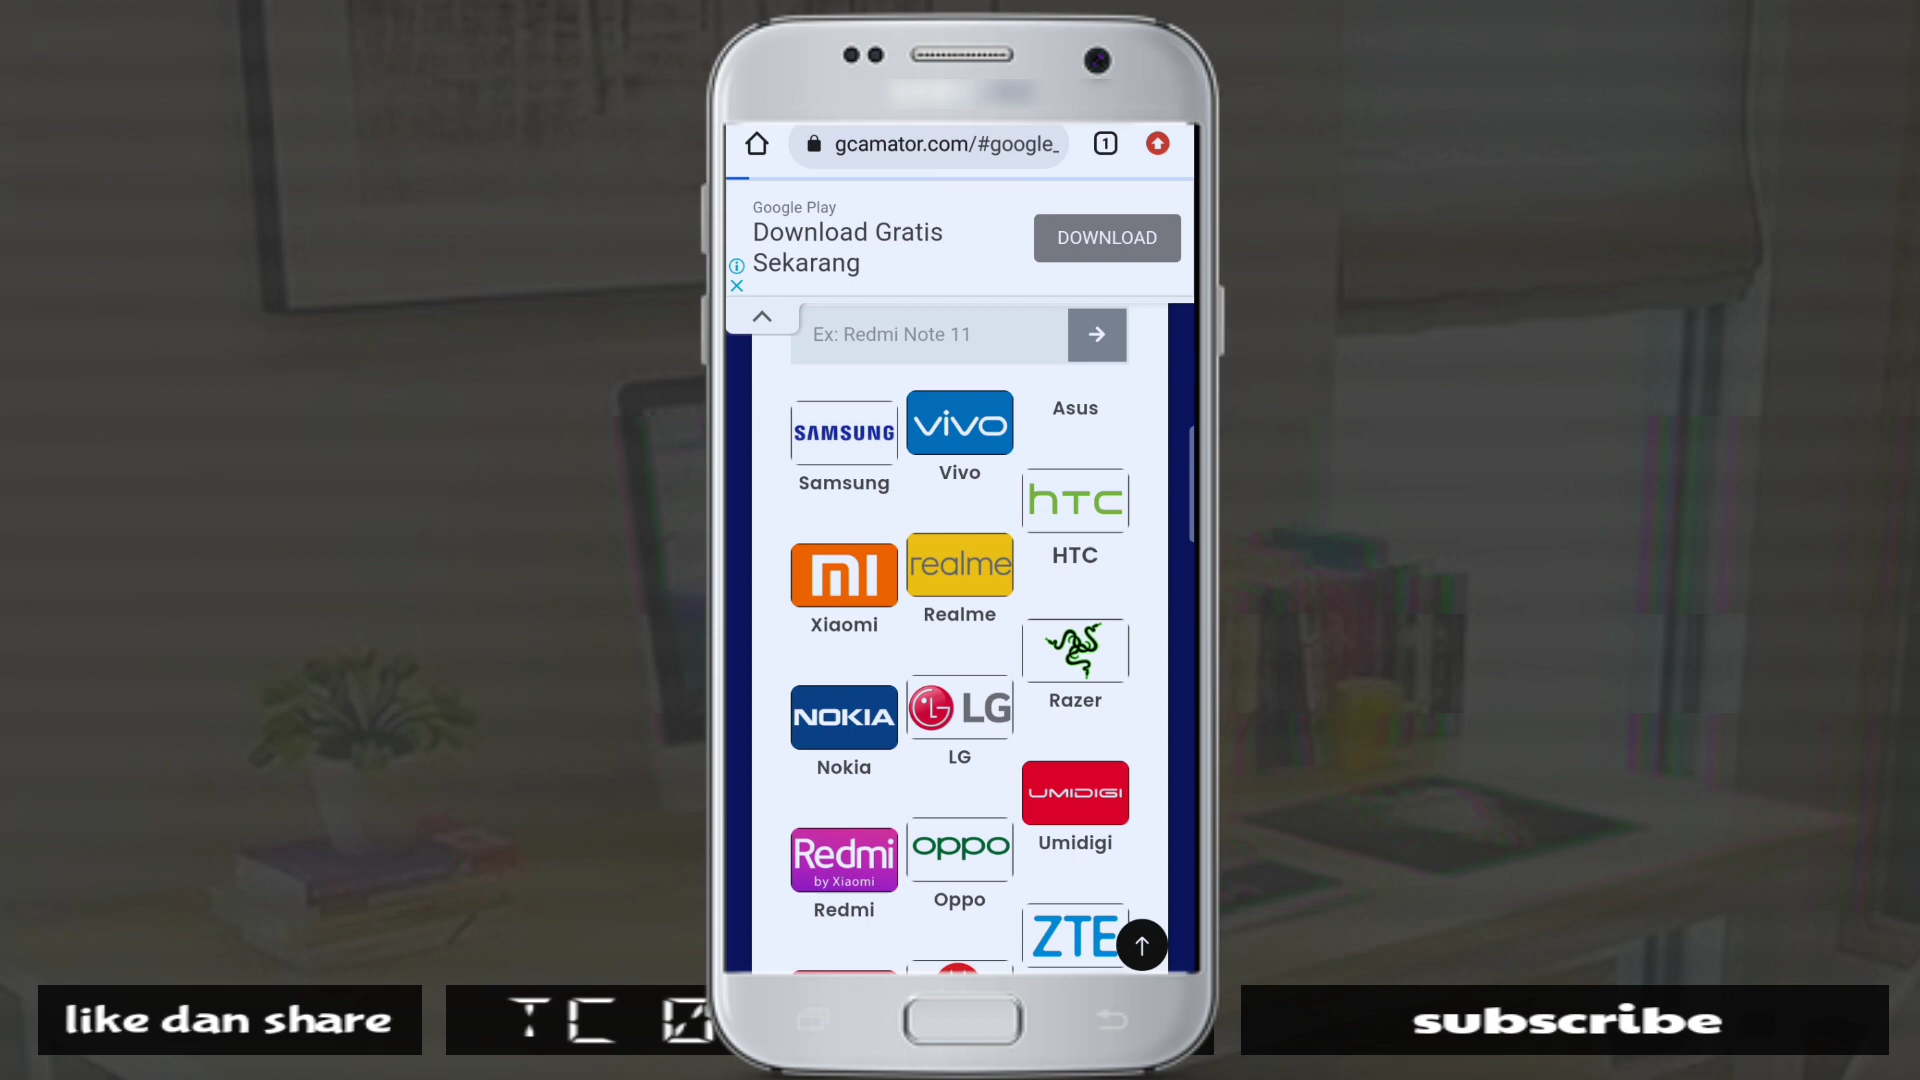 gcamator.com/#google_
1
Google Play
Download Gratis
Sekarang
DOWNLOAD
Ex: Redmi Note 11
SAMSUNG
Samsung
vivo
Vivo
Asus
hTC
HTC
mi
Xiaomi
realme
Realme
Razer
NOKIA
Nokia
LG
LG
UMIDIGI
Umidigi
Redmi
by Xiaomi
Redmi
oppo
Oppo
ZTE
like dan share
TC
subscribe